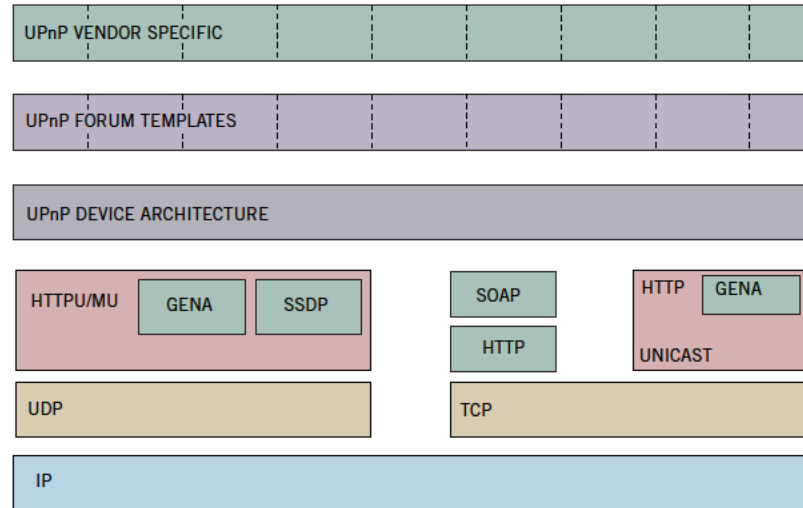 UPnP VENDOR SPECIFIC
UPnP FORUM TEMPLATES
UPnP DEVICE ARCHITECTURE
HTTPU/MU
GENA
SSDP
SOAP
HTTP
HTTP
GENA
UNICAST
UDP
TCP
IP